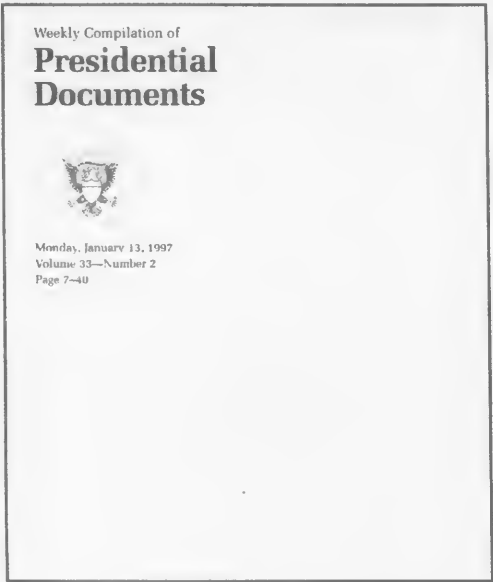 Weekly Compilation of
Presidential
Documents
Monday, January 13, 1997
Volume 33—Number 2
Page 7–40